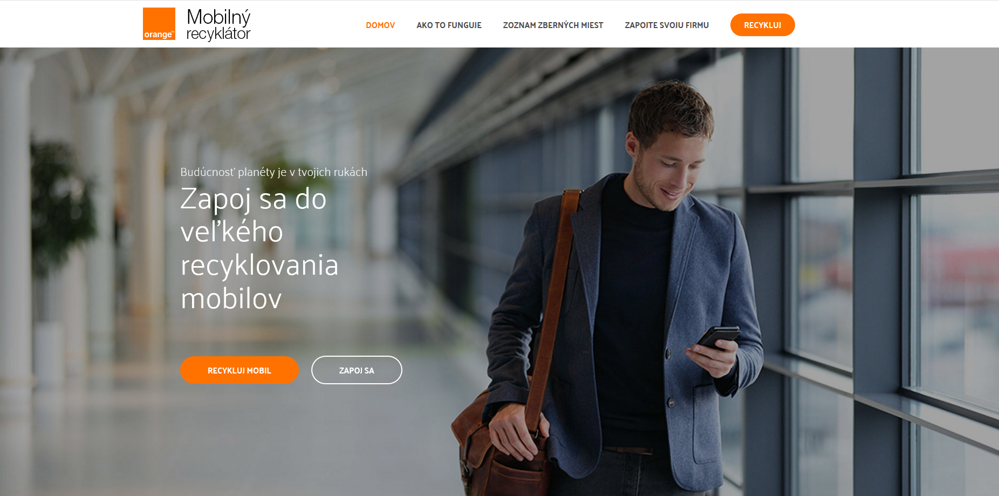 orange™
Mobilný
recyklátor
DOMOV
AKO TO FUNGUJE
ZOZNAM ZBERNÝCH MIEST
ZAPOJTE SVOJU FIRMU
RECYKLUJ
Budúcnosť planéty je v tvojich rukách
Zapoj sa do
veľkého
recyklovania
mobilov
RECYKLUJ MOBIL
ZAPOJ SA